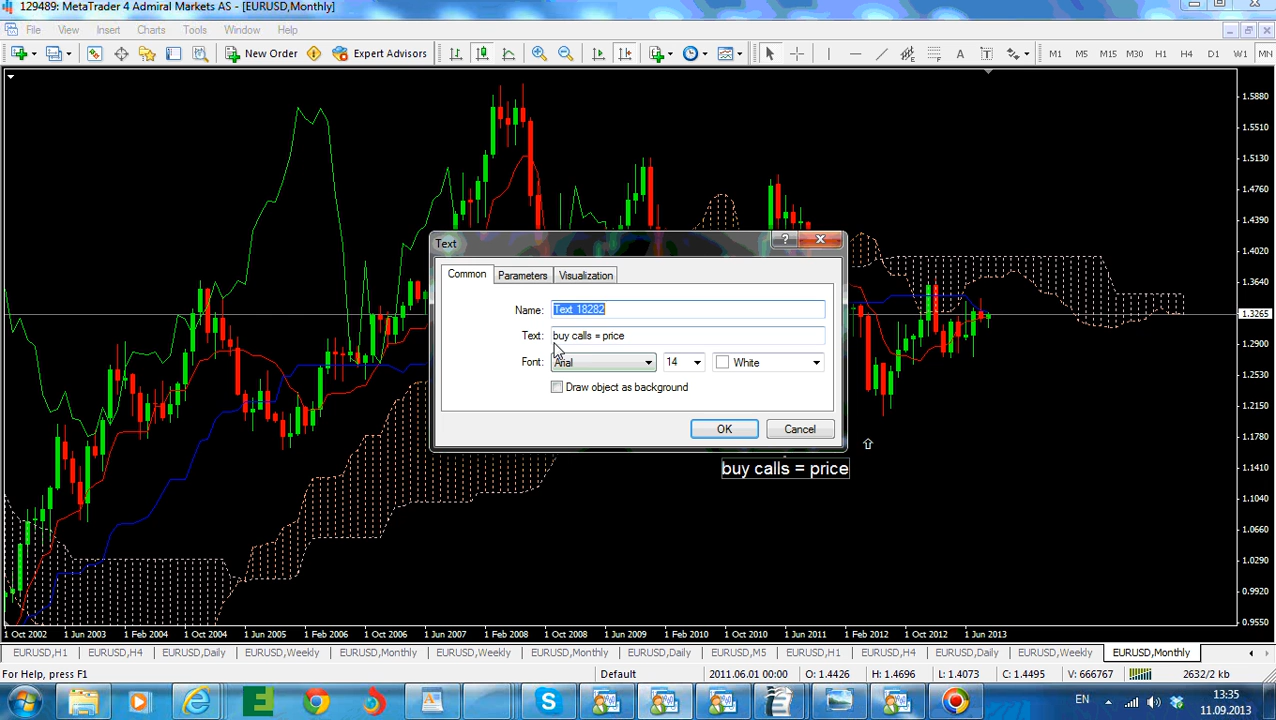 129489: MetaTrader 4 Admiral Markets AS - [EURUSD,Monthly]
File View Insert Charts Tools Window Help
New Order Expert Advisors A T M1 M5 M15 M30 H1 H4 D1 W1 MN
1.5880
1.5510
1.5130
1.4760
1.4390
1.4020
1.3650
1.3265
1.2900
1.2530
1.2150
1.1780
1.1410
1.1040
1.0660
1.0290
0.9920
0.9550
Text
?
Common Parameters Visualization
Name: Text 18282
Text: buy calls = price
Font: Arial 14 White
Draw object as background
OK Cancel
buy calls = price
1 Oct 2002 1 Jun 2003 1 Feb 2004 1 Oct 2004 1 Jun 2005 1 Feb 2006 1 Oct 2006 1 Jun 2007 1 Feb 2008 1 Oct 2008 1 Jun 2009 1 Feb 2010 1 Oct 2010 1 Jun 2011 1 Feb 2012 1 Oct 2012 1 Jun 2013
EURUSD,H1 EURUSD,H4 EURUSD,Daily EURUSD,Weekly EURUSD,Monthly EURUSD,Weekly EURUSD,Monthly EURUSD,Daily EURUSD,M5 EURUSD,H1 EURUSD,H4 EURUSD,Daily EURUSD,Weekly EURUSD,Monthly
For Help, press F1 Default 2011.06.01 00:00 O: 1.4426 H: 1.4696 L: 1.4073 C: 1.4495 V: 666767 2632/2 kb
EN 13:35
11.09.2013